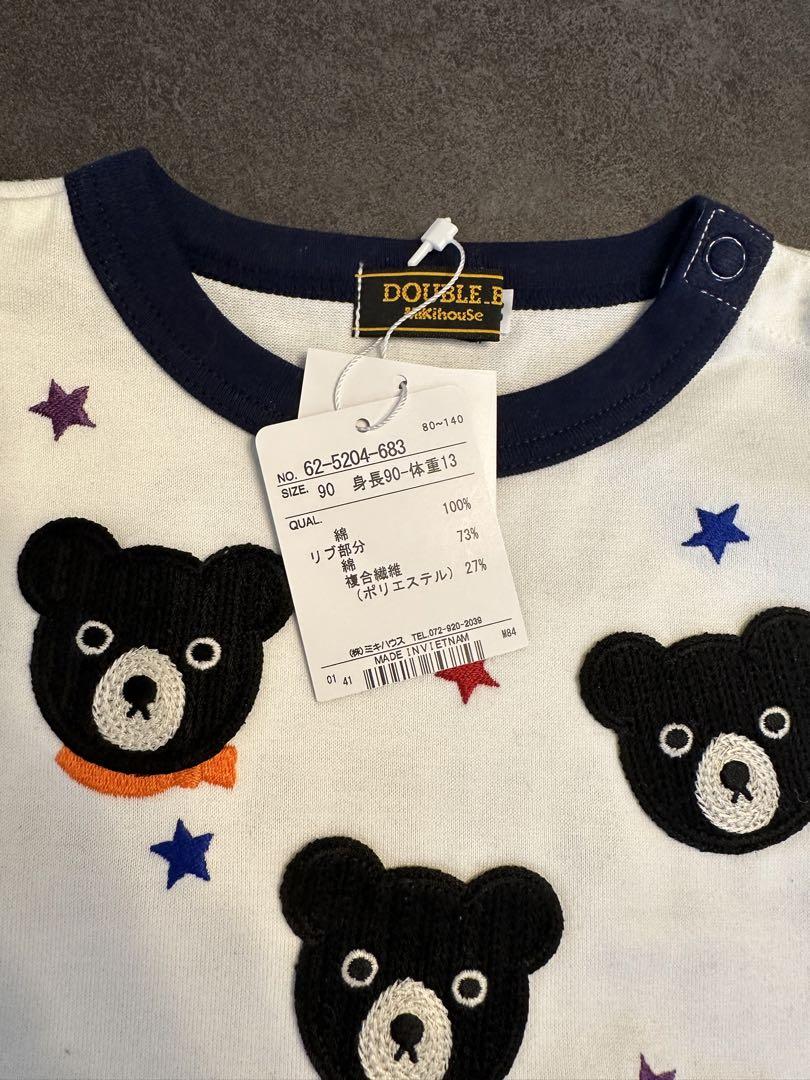 DOUBLE_B
mikihouSe
80~140
NO. 62-5204-683
SIZE. 90 身長90-体重13
QUAL.
綿 100%
リブ部分
綿 73%
複合繊維
(ポリエステル) 27%
(株)ミキハウス TEL.072-920-2039
MADE IN VIETNAM
M84
01 41